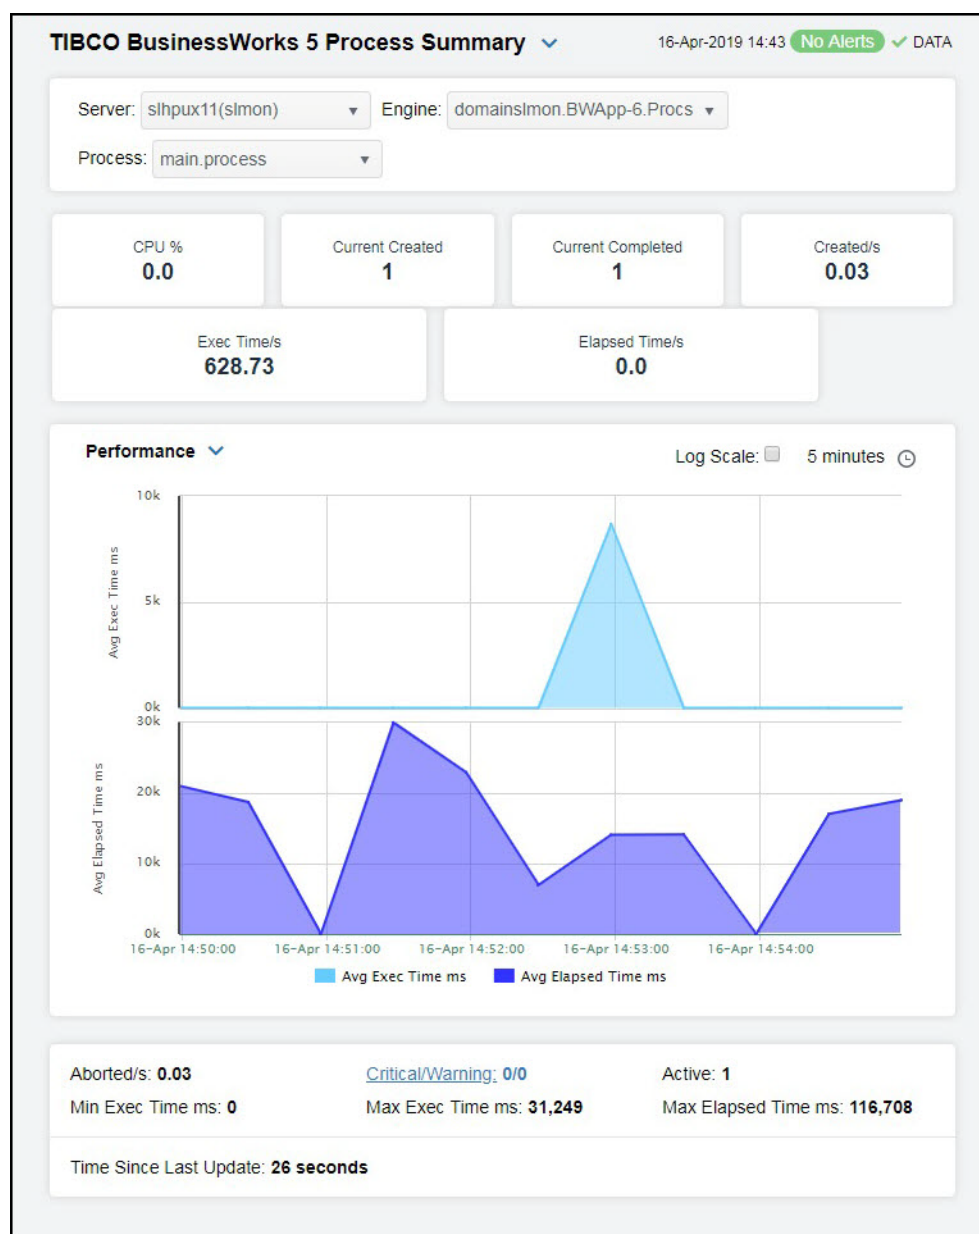 TIBCO BusinessWorks 5 Process Summary 16-Apr-2019 14:43 No Alerts DATA
Server: slhpux11(slmon) Engine: domainslmon.BWApp-6.Procs
Process: main.process
CPU % Current Created Current Completed Created/s
0.0 1 1 0.03
Exec Time/s Elapsed Time/s
628.73 0.0
Performance Log Scale: 5 minutes
10k
Avg Exec Time ms
5k
0k
30k
Avg Elapsed Time ms
20k
10k
0k
16-Apr 14:50:00 16-Apr 14:51:00 16-Apr 14:52:00 16-Apr 14:53:00 16-Apr 14:54:00
Avg Exec Time ms Avg Elapsed Time ms
Aborted/s: 0.03 Critical/Warning: 0/0 Active: 1
Min Exec Time ms: 0 Max Exec Time ms: 31,249 Max Elapsed Time ms: 116,708
Time Since Last Update: 26 seconds